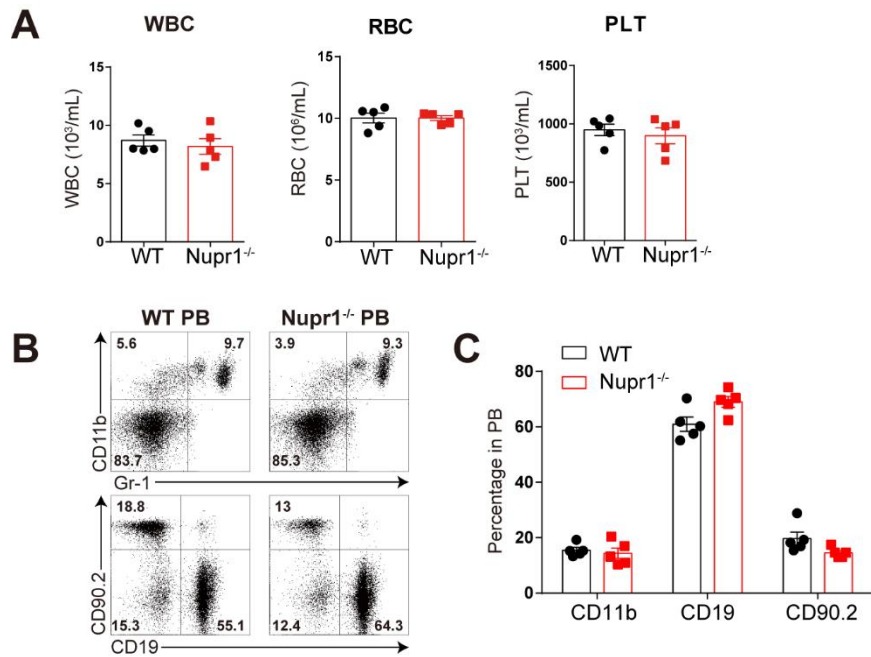 A
WBC
RBC
PLT
WBC (10³/mL)
15
10
5
0
WT
Nupr1⁻/⁻
RBC (10⁶/mL)
15
10
5
0
WT
Nupr1⁻/⁻
PLT (10³/mL)
1500
1000
500
0
WT
Nupr1⁻/⁻
B
WT PB
Nupr1⁻/⁻ PB
CD11b
5.6
9.7
83.7
3.9
9.3
85.3
Gr-1
CD90.2
18.8
15.3
55.1
13
12.4
64.3
CD19
C
WT
Nupr1⁻/⁻
Percentage in PB
80
60
40
20
0
CD11b
CD19
CD90.2